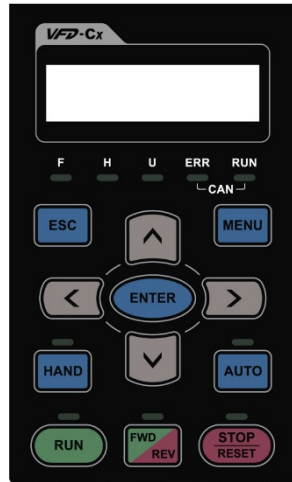 VFD-Cx
F H U ERR RUN
CAN
ESC MENU
ENTER
HAND AUTO
RUN FWD REV STOP RESET